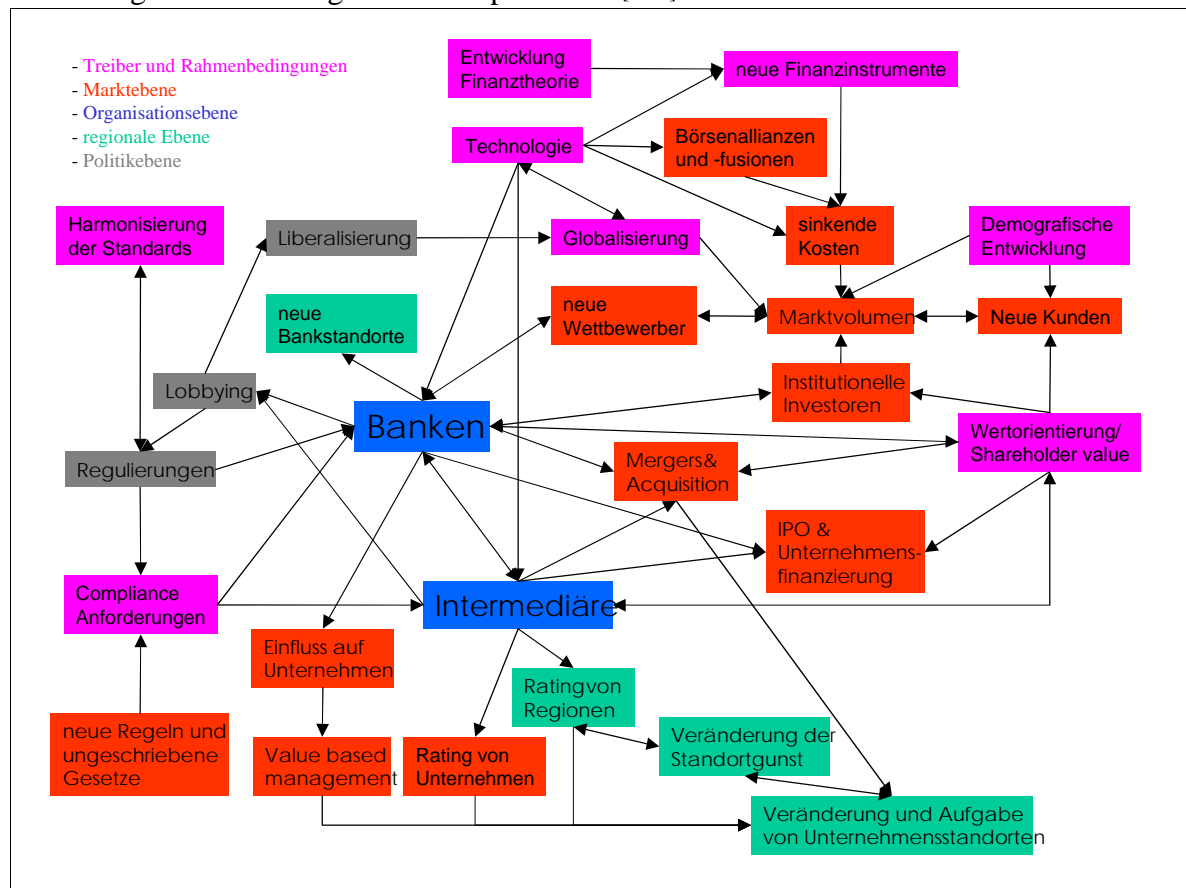 - Treiber und Rahmenbedingungen
- Marktebene
- Organisationsebene
- regionale Ebene
- Politikebene
Entwicklung
Finanztheorie
neue Finanzinstrumente
Technologie
Börsenallianzen
und -fusionen
Harmonisierung
der Standards
Liberalisierung
Globalisierung
sinkende
Kosten
Demografische
Entwicklung
neue
Bankstandorte
neue
Wettbewerber
Marktvolumen
Neue Kunden
Lobbying
Banken
Institutionelle
Investoren
Wertorientierung/
Shareholder value
Regulierungen
Mergers&
Acquisition
IPO &
Unternehmens-
finanzierung
Compliance
Anforderungen
Intermediäre
Einfluss auf
Unternehmen
Ratingvon
Regionen
neue Regeln und
ungeschriebene
Gesetze
Value based
management
Rating von
Unternehmen
Veränderung der
Standortgunst
Veränderung und Aufgabe
von Unternehmensstandorten